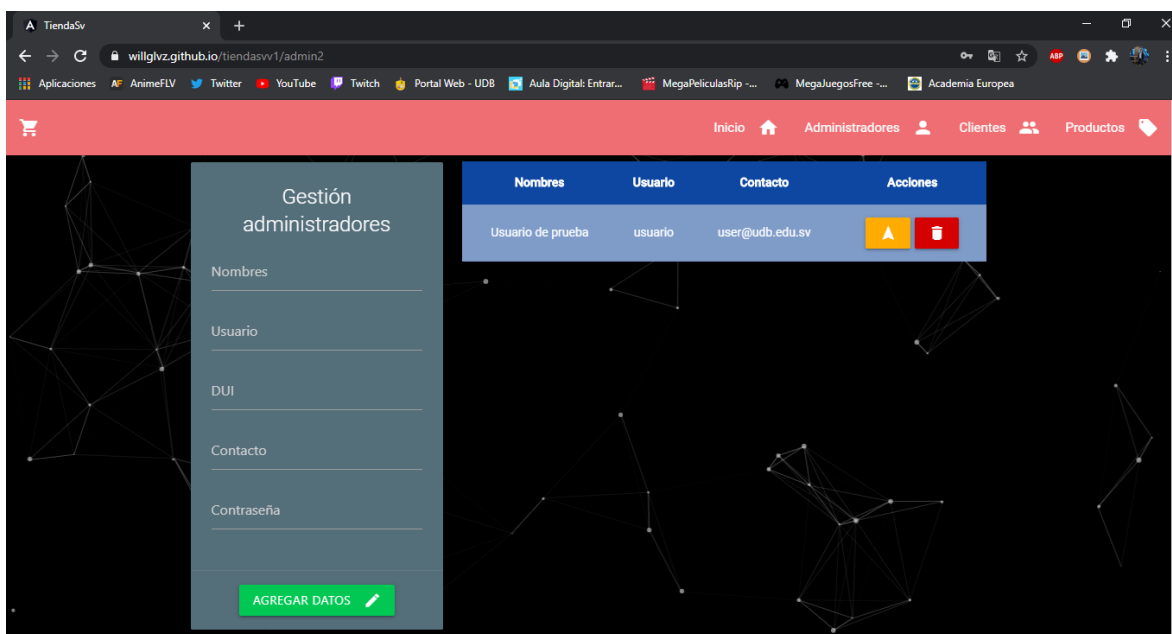 TiendaSv
willglvz.github.io/tiendasvv1/admin2
ABP
Aplicaciones AF AnimeFLV Twitter YouTube Twitch Portal Web - UDB Aula Digital: Entrar... MegaPeliculasRip -... MegaJuegosFree -... Academia Europea
Inicio Administradores Clientes Productos
Gestión
administradores
Nombres
Usuario
DUI
Contacto
Contraseña
AGREGAR DATOS
Nombres Usuario Contacto Acciones
Usuario de prueba usuario user@udb.edu.sv